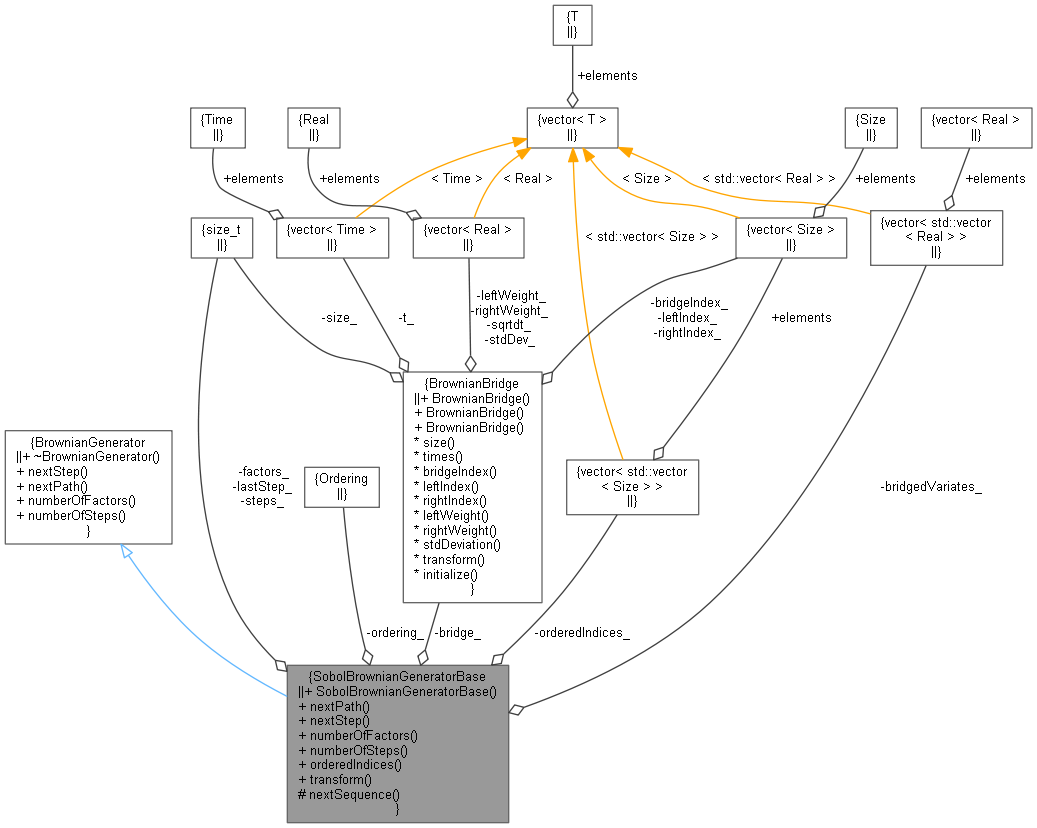 {T
||}
+elements
{Time
||}
{Real
||}
{vector< T >
||}
{Size
||}
{vector< Real >
||}
+elements
+elements
< Time >
< Real >
< Size >
< std::vector< Real > >
+elements
+elements
{size_t
||}
{vector< Time >
||}
{vector< Real >
||}
< std::vector< Size > >
{vector< Size >
||}
{vector< std::vector
< Real > >
||}
-size_
-t_
-leftWeight_
-rightWeight_
-sqrtdt_
-stdDev_
-bridgeIndex_
-leftIndex_
-rightIndex_
+elements
{BrownianBridge
||+ BrownianBridge()
+ BrownianBridge()
+ BrownianBridge()
* size()
* times()
* bridgeIndex()
* leftIndex()
* rightIndex()
* leftWeight()
* rightWeight()
* stdDeviation()
* transform()
* initialize()
}
{BrownianGenerator
||+ ~BrownianGenerator()
+ nextStep()
+ nextPath()
+ numberOfFactors()
+ numberOfSteps()
}
-factors_
-lastStep_
-steps_
{Ordering
||}
{vector< std::vector
< Size > >
||}
-bridgedVariates_
-ordering_
-bridge_
-orderedIndices_
{SobolBrownianGeneratorBase
||+ SobolBrownianGeneratorBase()
+ nextPath()
+ nextStep()
+ numberOfFactors()
+ numberOfSteps()
+ orderedIndices()
+ transform()
# nextSequence()
}